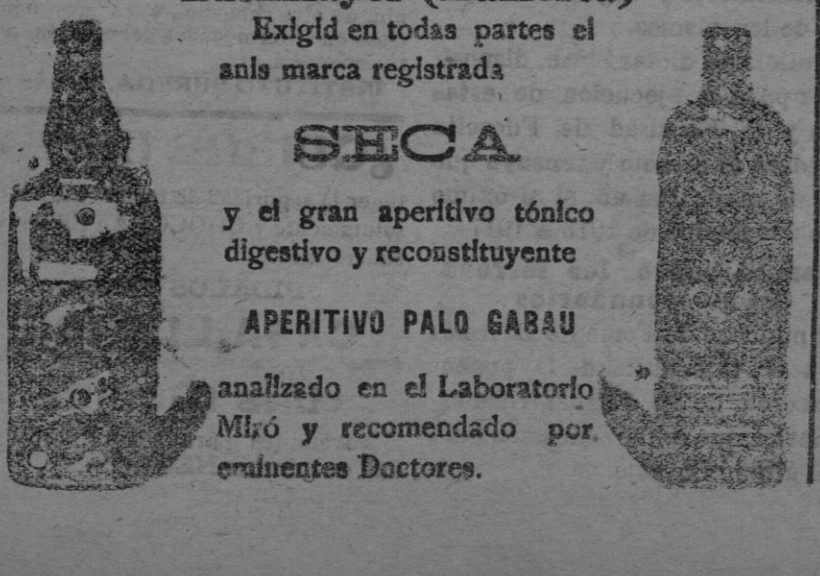 Exigid en todas partes el
anis marca registrada
SECA
y el gran aperitivo tónico
digestivo y reconstituyente
APERITIVO PALO GARAU
analizado en el Laboratorio
Miró y recomendado por
eminentes Doctores.